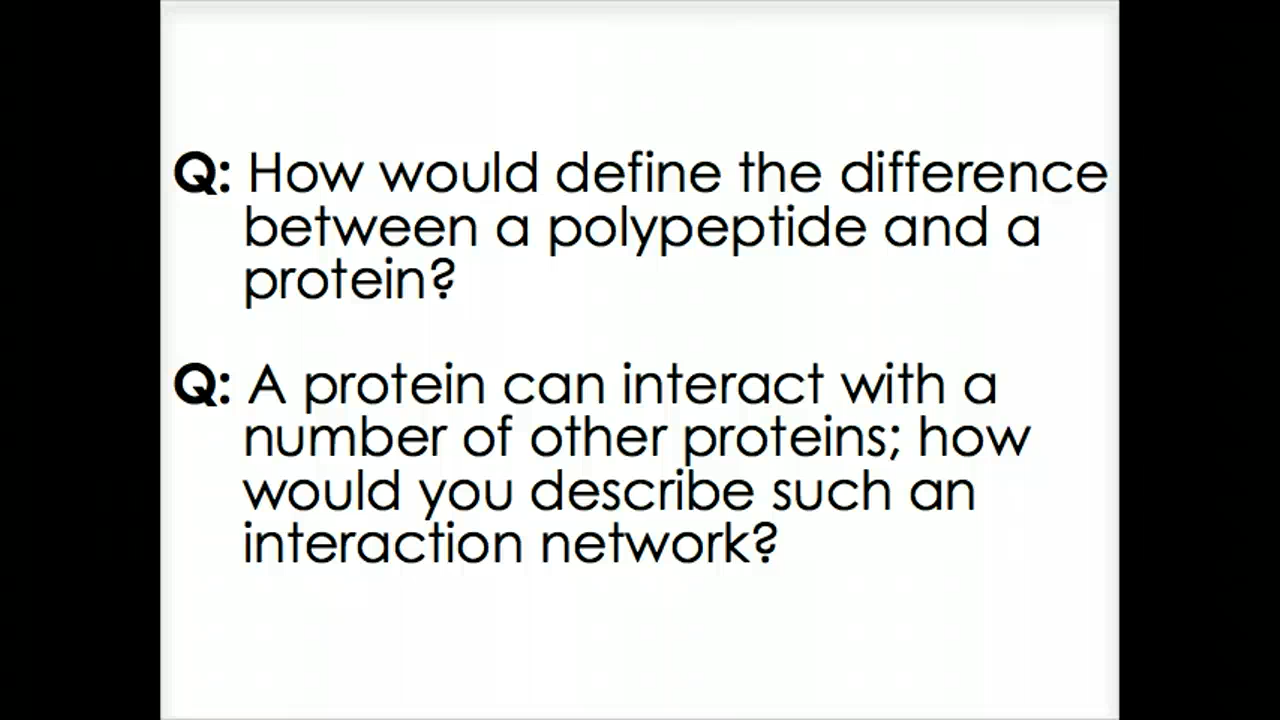 Q: How would define the difference
between a polypeptide and a
protein?
Q: A protein can interact with a
number of other proteins; how
would you describe such an
interaction network?